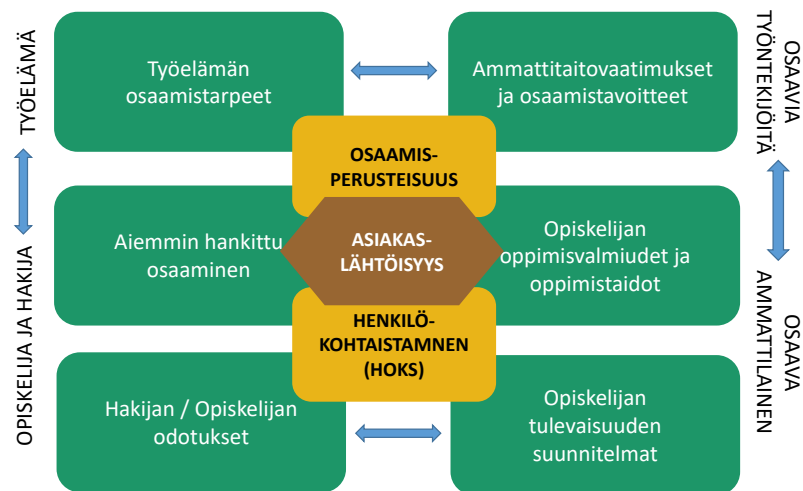 TYÖELÄMÄ
Työelämän
osaamistarpeet
Ammattitaitovaatimukset
ja osaamistavoitteet
OSAAVIA
TYÖNTEKIJÖITÄ
OSAAMIS-
PERUSTEISUUS
Aiemmin hankittu
osaaminen
ASIAKAS-
LÄHTÖISYYS
Opiskelijan
oppimisvalmiudet ja
oppimistaidot
OPISKELIJA JA HAKIJA
HENKILÖ-
KOHTAISTAMNEN
(HOKS)
OSAAVA
AMMATTILAINEN
Hakijan / Opiskelijan
odotukset
Opiskelijan
tulevaisuuden
suunnitelmat